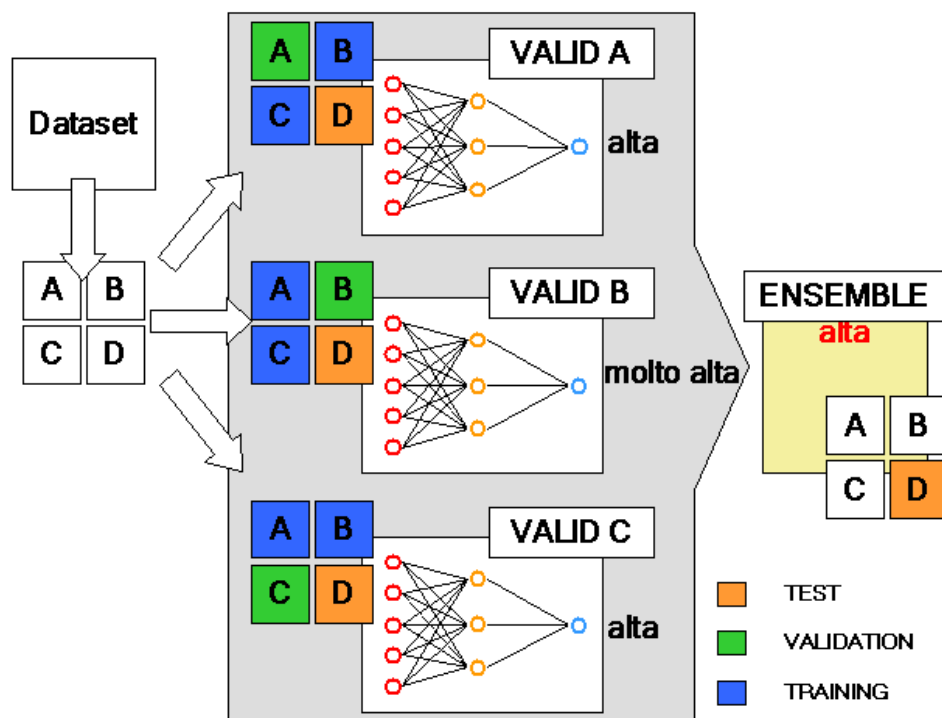 Dataset
A B
C D
A B
C D
VALID A
alta
A B
C D
VALID B
molto alta
A B
C D
VALID C
alta
ENSEMBLE
alta
A B
C D
TEST
VALIDATION
TRAINING